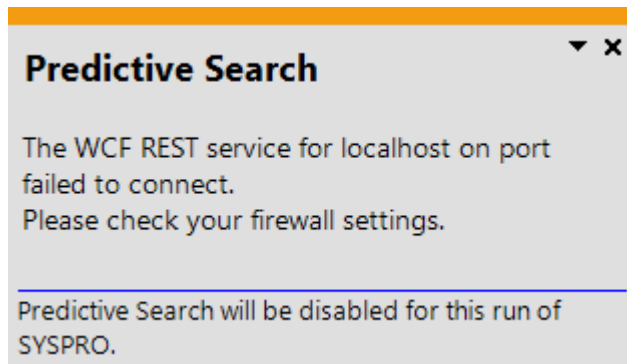 Predictive Search
The WCF REST service for localhost on port
failed to connect.
Please check your firewall settings.
Predictive Search will be disabled for this run of
SYSPRO.